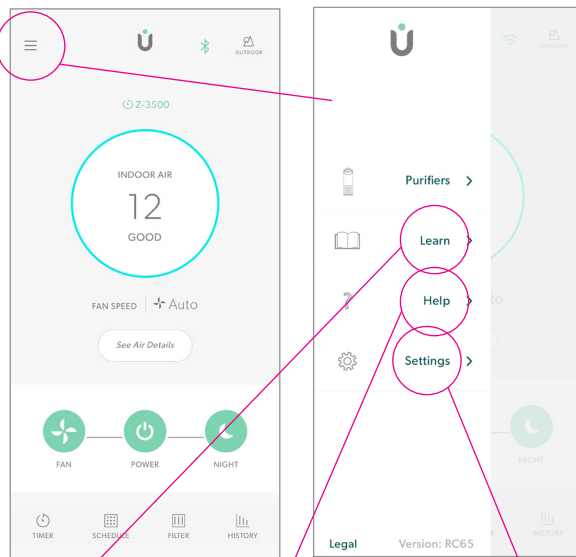 Ü
OUTDOOR
Z-3500
INDOOR AIR
12
GOOD
FAN SPEED Auto
See Air Details
FAN POWER NIGHT
TIMER SCHEDULE FILTER HISTORY
Ü
OUTDOOR
Purifiers
Learn
Help
to
Settings
NIGHT
HISTORY
Legal Version: RC65